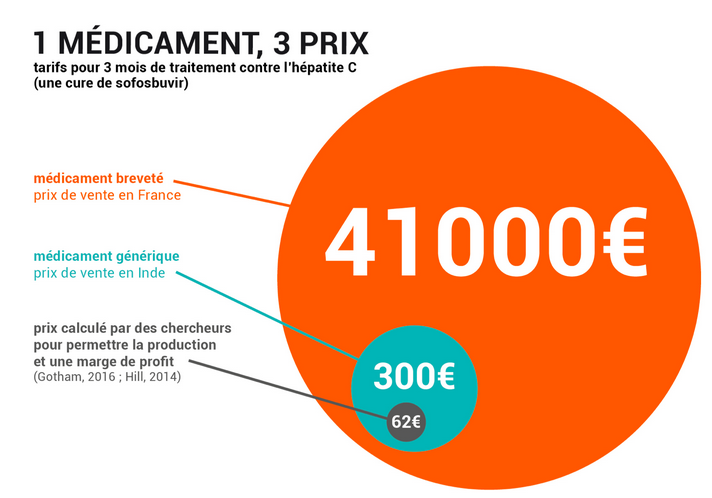 1 MÉDICAMENT, 3 PRIX
tarifs pour 3 mois de traitement contre l'hépatite C
(une cure de sofosbuvir)
médicament breveté
prix de vente en France
41000€
médicament générique
prix de vente en Inde
300€
prix calculé par des chercheurs
pour permettre la production
et une marge de profit
(Gotham, 2016 ; Hill, 2014)
62€